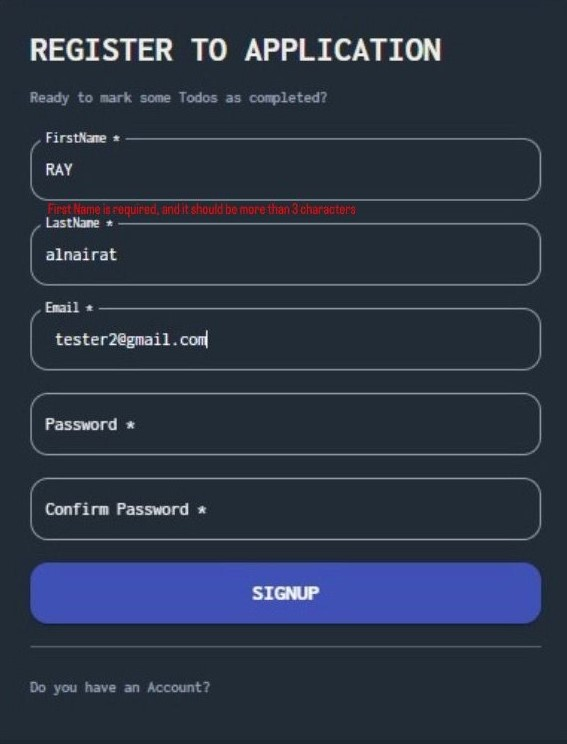 REGISTER TO APPLICATION
Ready to mark some Todos as completed?
FirstName *
RAY
First Name is required, and it should be more than 3 characters
LastName *
alnairat
Email *
tester2@gmail.com
Password *
Confirm Password *
SIGNUP
Do you have an Account?